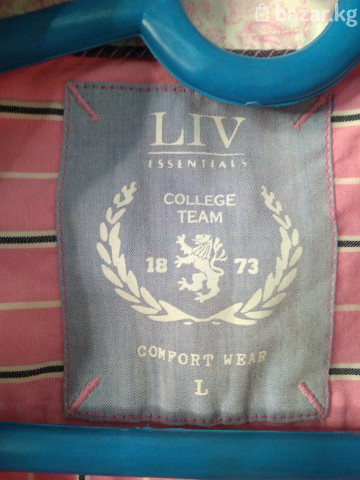 bazar.kg
LIV
ESSENTIALS
COLLEGE
TEAM
18 73
COMFORT WEAR
L